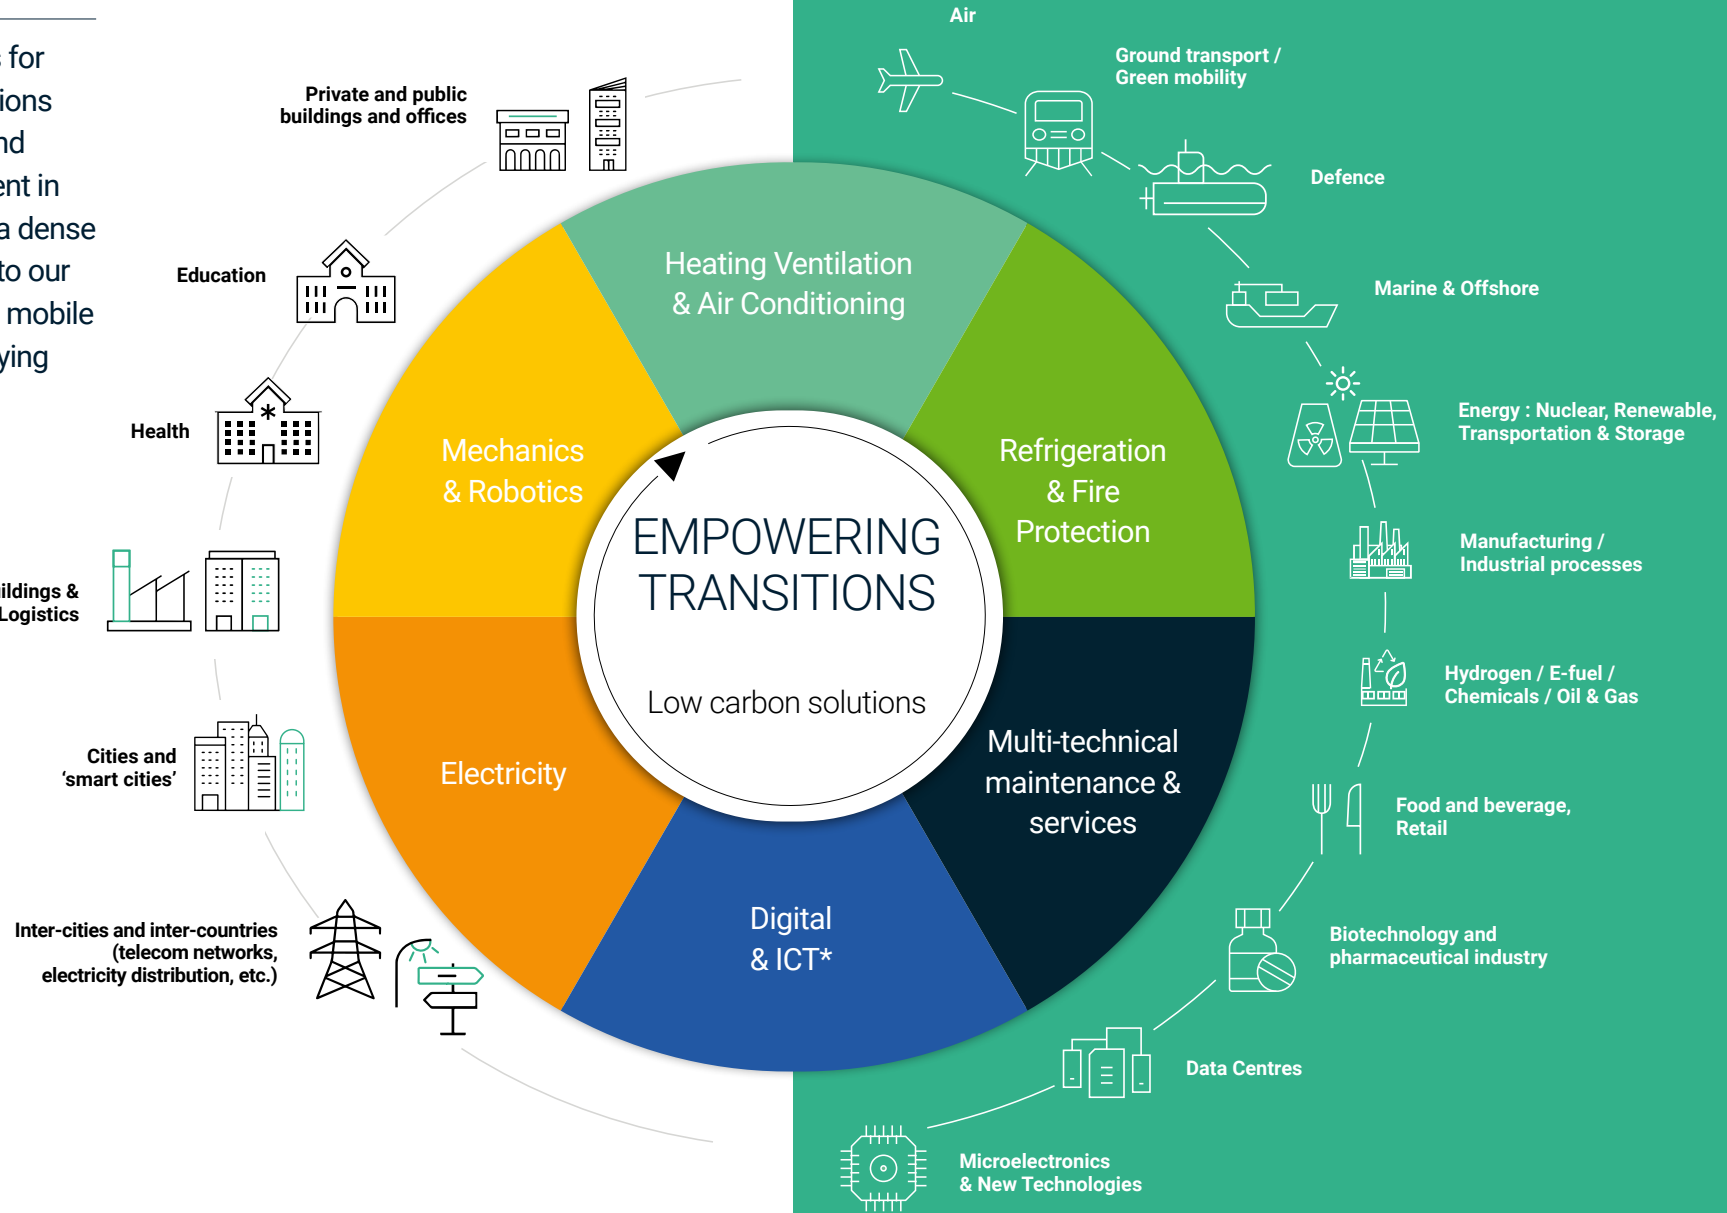 for
nd
ent in
a dense
to our
mobile
ying
Private and public
buildings and offices
Education
Health
ildings &
Logistics
Cities and
‘smart cities’
Inter-cities and inter-countries
(telecom networks,
electricity distribution, etc.)
Heating Ventilation
& Air Conditioning
Mechanics
& Robotics
Refrigeration
& Fire
Protection
EMPOWERING
TRANSITIONS
Low carbon solutions
Electricity
Multi-technical
maintenance &
services
Digital
& ICT*
Air
Ground transport /
Green mobility
Defence
Marine & Offshore
Energy : Nuclear, Renewable,
Transportation & Storage
Manufacturing /
Industrial processes
Hydrogen / E-fuel /
Chemicals / Oil & Gas
Food and beverage,
Retail
Biotechnology and
pharmaceutical industry
Data Centres
Microelectronics
& New Technologies